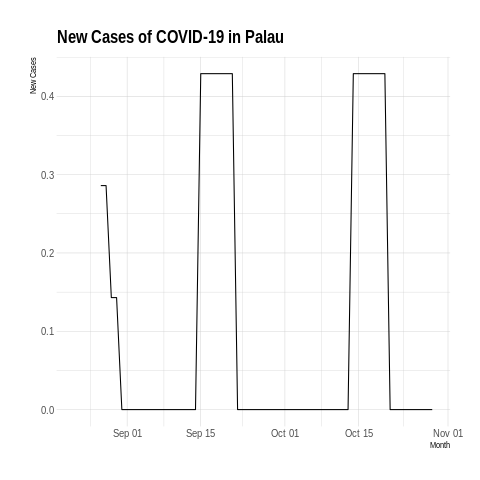 New Cases of COVID-19 in Palau
New Cases
0.4
0.3
0.2
0.1
0.0
Sep 01 Sep 15 Oct 01 Oct 15 Nov 01
Month